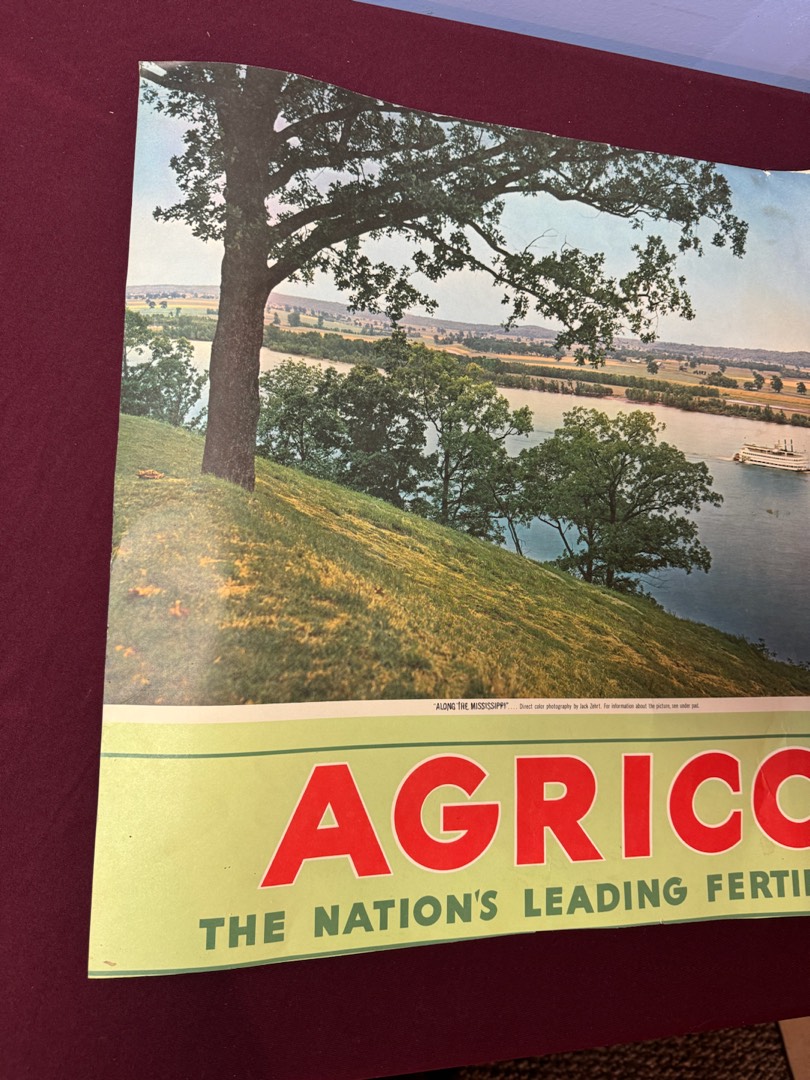 "ALONG THE MISSISSIPPI" . . . . Direct color photography by Jack Zehrt. For information about the picture, see under pad.
AGRICO
THE NATION'S LEADING FERTI